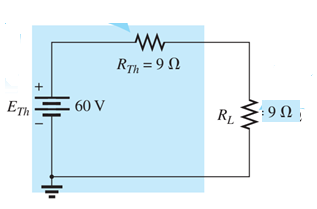 R_Th = 9 Ω
+
E_Th 60 V
R_L 9 Ω
–